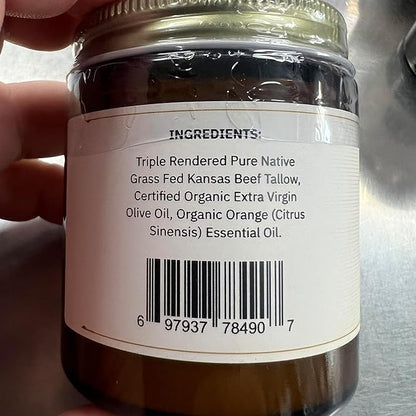 INGREDIENTS:
Triple Rendered Pure Native
Grass Fed Kansas Beef Tallow,
Certified Organic Extra Virgin
Olive Oil, Organic Orange (Citrus
Sinensis) Essential Oil.
6 97937 78490 7